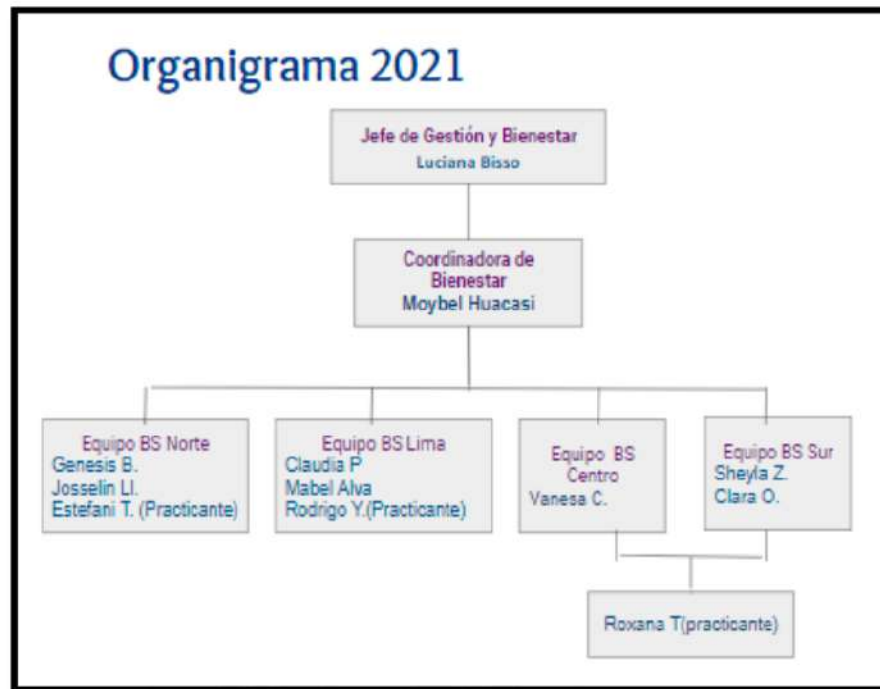 Organigrama 2021
Jefe de Gestión y Bienestar
Luciana Bisso
Coordinadora de
Bienestar
Moybel Huacasi
Equipo BS Norte
Genesis B.
Josselin Ll.
Estefani T. (Practicante)
Equipo BS Lima
Claudia P
Mabel Alva
Rodrigo Y.(Practicante)
Equipo BS
Centro
Vanesa C.
Equipo BS Sur
Sheyla Z.
Clara O.
Roxana T(practicante)